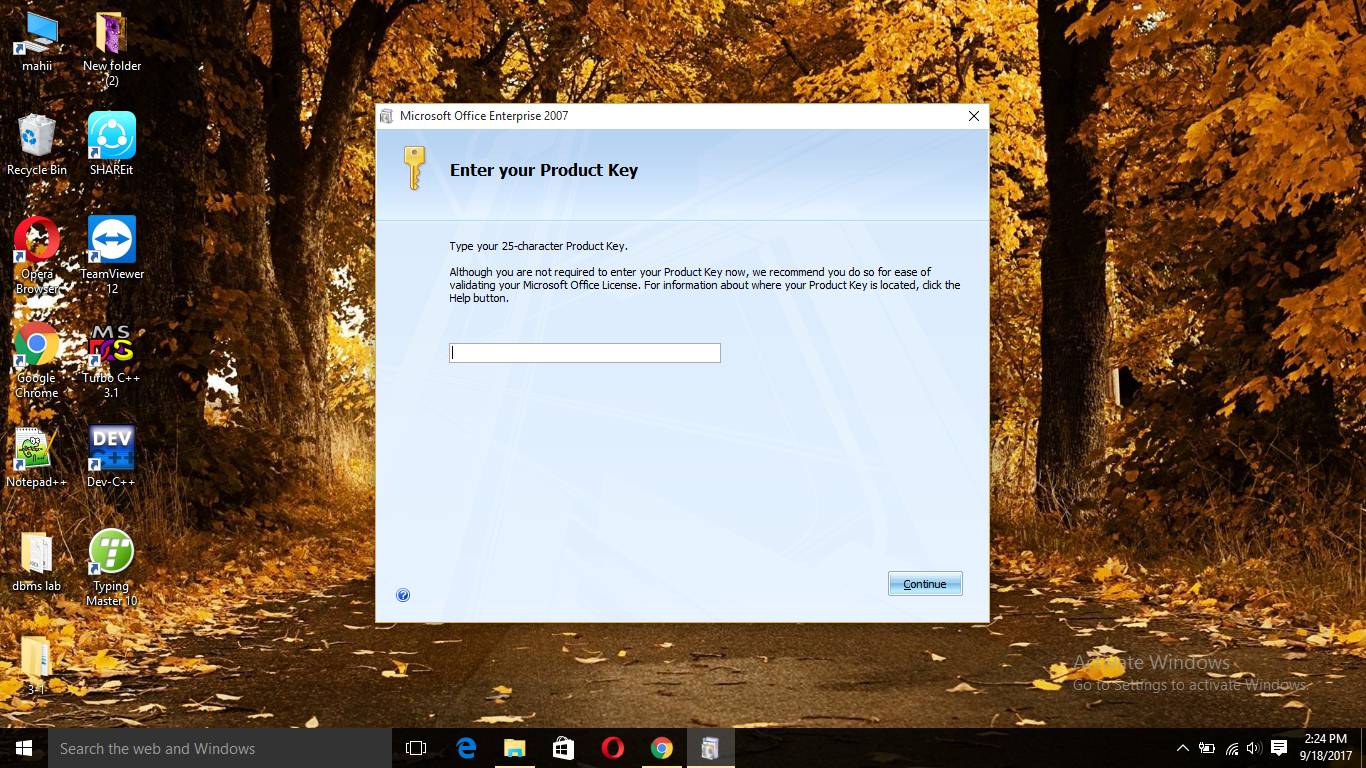 mahii
New folder
(2)
Recycle Bin
SHAREit
Opera
Browser
TeamViewer
12
Google
Chrome
MS
DOS
Turbo C++
3.1
Notepad++
DEV
C++
Dev-C++
dbms lab
Typing
Master 10
3-1
Microsoft Office Enterprise 2007
Enter your Product Key
Type your 25-character Product Key.
Although you are not required to enter your Product Key now, we recommend you do so for ease of
validating your Microsoft Office License. For information about where your Product Key is located, click the
Help button.
Continue
Activate Windows
Go to Settings to activate Windows.
Search the web and Windows
2:24 PM
9/18/2017